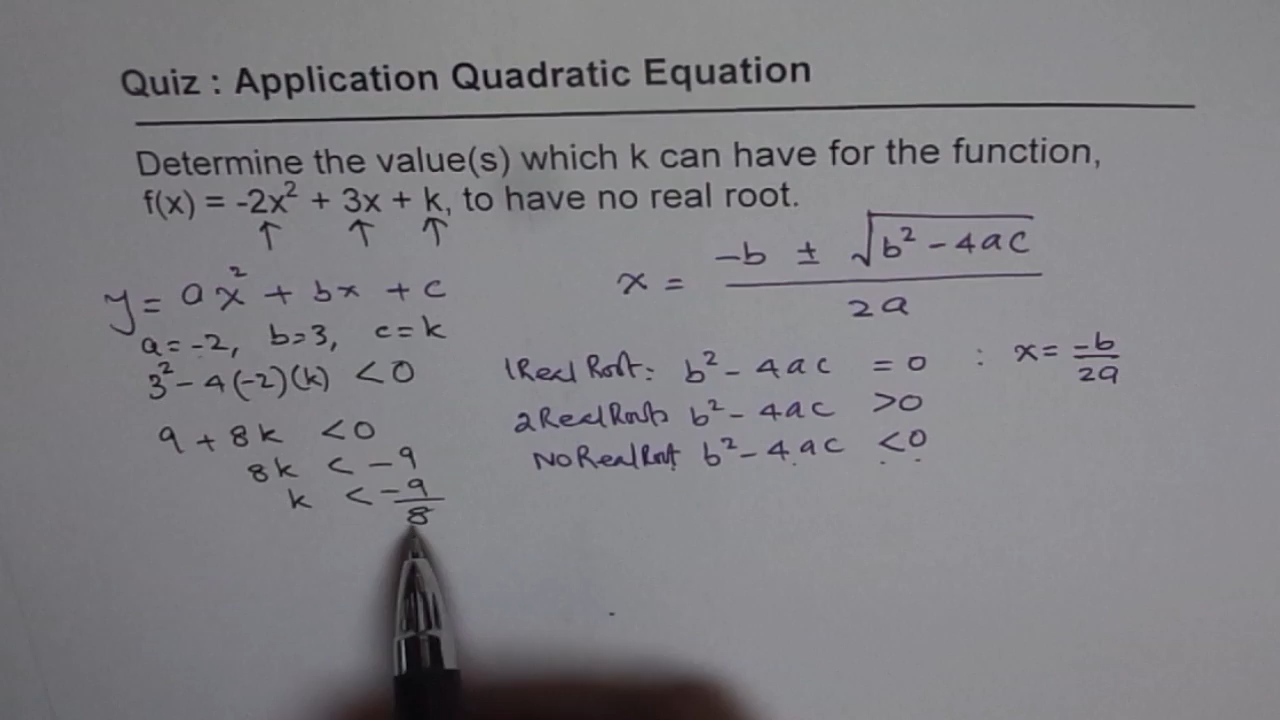 Quiz : Application Quadratic Equation
Determine the value(s) which k can have for the function,
f(x) = -2x² + 3x + k, to have no real root.
↑ ↑ ↑
y = ax² + bx + c
a = -2, b=3, c = k
3² - 4(-2)(k) < 0
9 + 8k < 0
8k < -9
k < -9/8
x = (-b ± √(b² - 4ac))/2a
1 Real Root: b² - 4ac = 0 : x = -b/2a
2 Real Roots b² - 4ac > 0
No Real Root b² - 4ac < 0